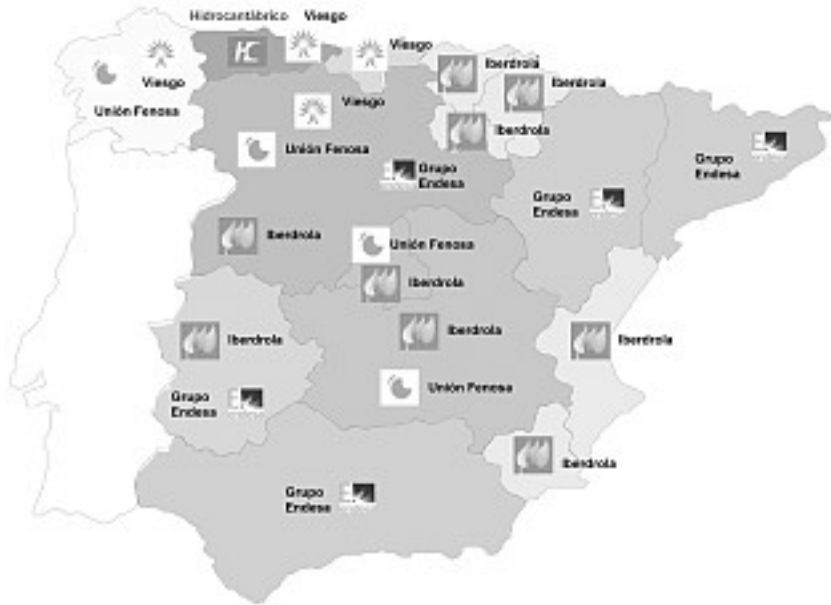 Hidrocantábrico Viesgo
Viesgo
Iberdrola
Iberdrola
Viesgo
Unión Fenosa
HC
Viesgo
Iberdrola
Unión Fenosa
Grupo
Endesa
Grupo
Endesa
Grupo
Endesa
Iberdrola
Unión Fenosa
Iberdrola
Iberdrola
Iberdrola
Iberdrola
Grupo
Endesa
Unión Fenosa
Iberdrola
Grupo
Endesa